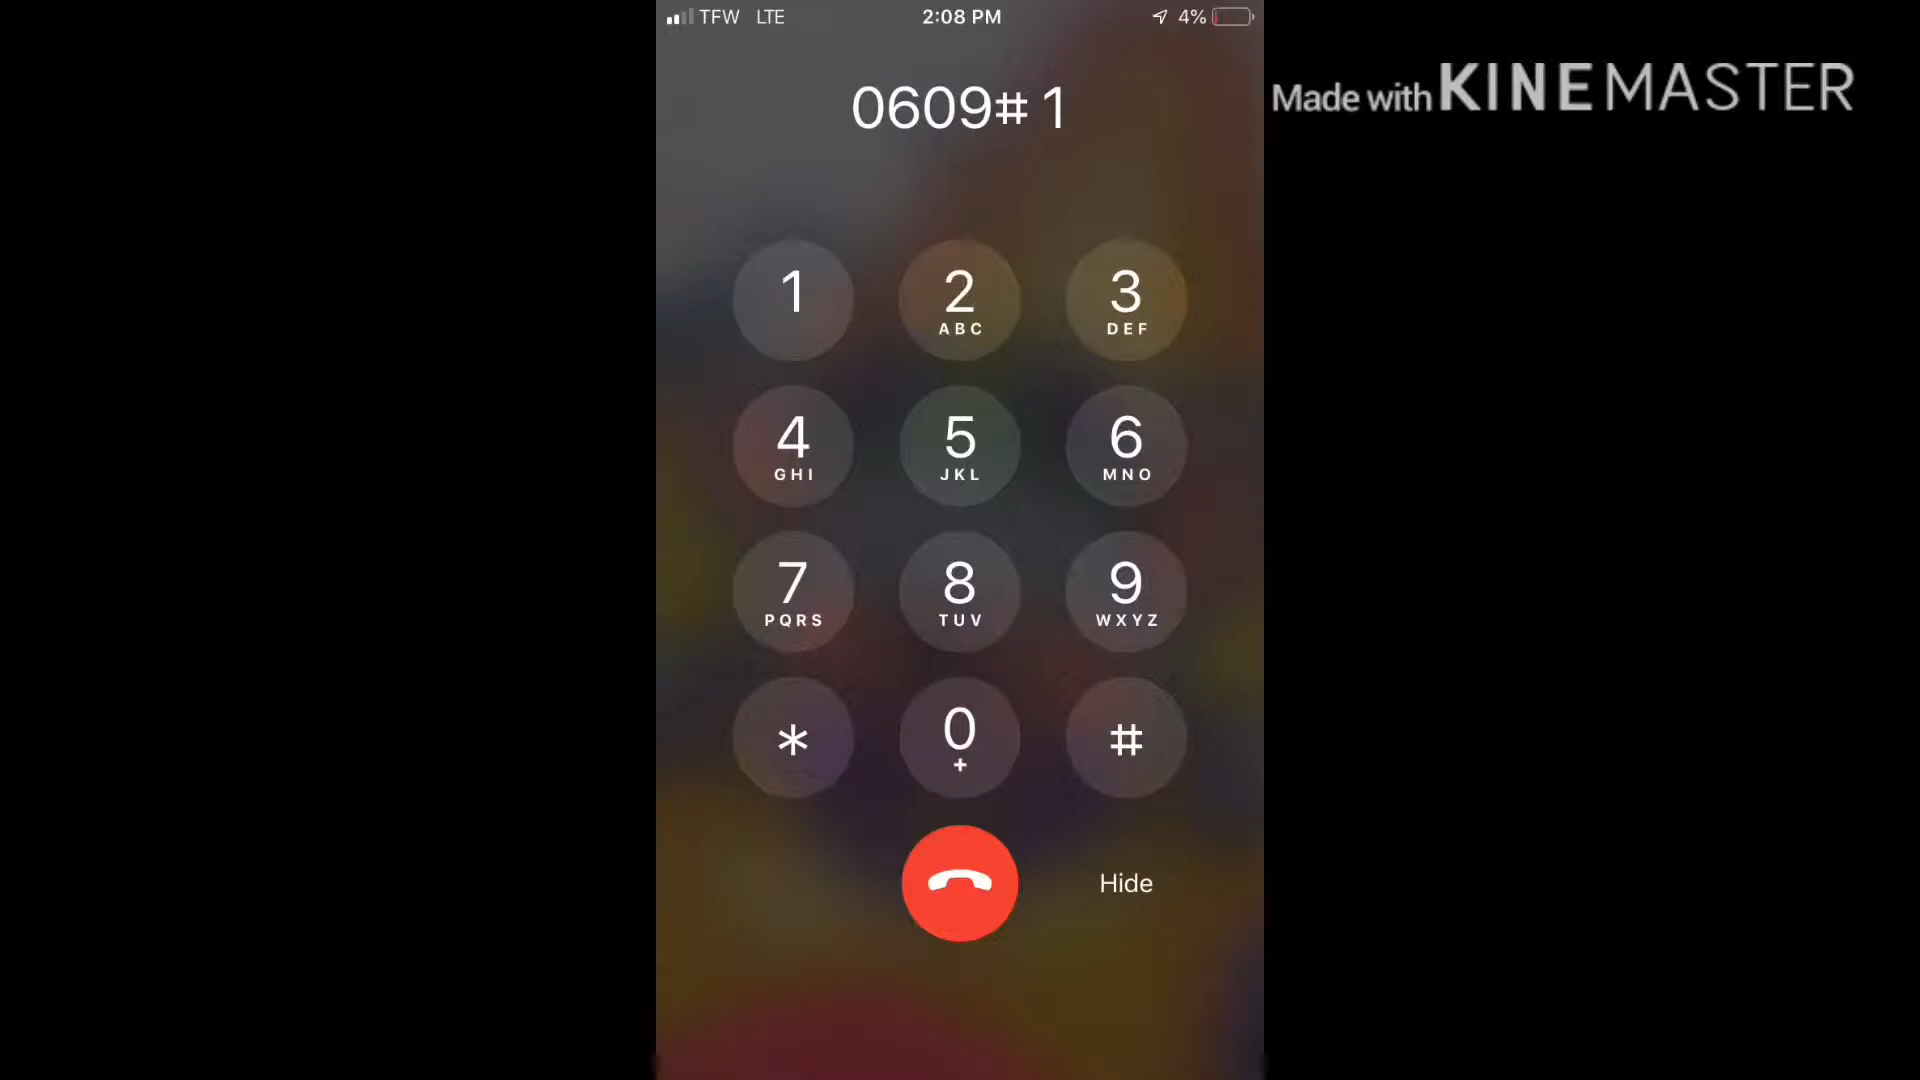 TFW LTE 2:08 PM 4%
Made with KINEMASTER
0609# 1
1 2 3
ABC DEF
4 5 6
GHI JKL MNO
7 8 9
PQRS TUV WXYZ
* 0 #
+
Hide